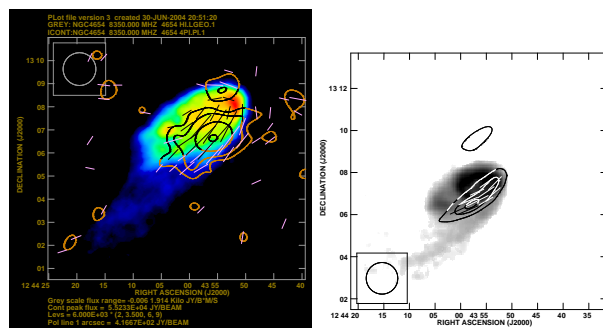 PLot file version 3 created 30-JUN-2004 20:51:20
GREY: NGC4654 8350.000 MHZ 4654 HI.LGEO.1
ICONT: NGC4654 8350.000 MHZ 4654 4PI.PI.1
DECLINATION (J2000)
13 10
09
08
07
06
05
04
03
02
01
12 44 25
20
15
10
05
00
43 55
50
45
40
RIGHT ASCENSION (J2000)
Grey scale flux range= -0.006 1.914 Kilo JY/B*M/S
Cont peak flux = 5.5233E+04 JY/BEAM
Levs = 6.000E+03 * (2, 3.500, 6, 9)
Pol line 1 arcsec = 4.1667E+02 JY/BEAM
DECLINATION (J2000)
13 12
10
08
06
04
02
12 44 20
15
10
05
00
43 55
50
45
40
35
RIGHT ASCENSION (J2000)